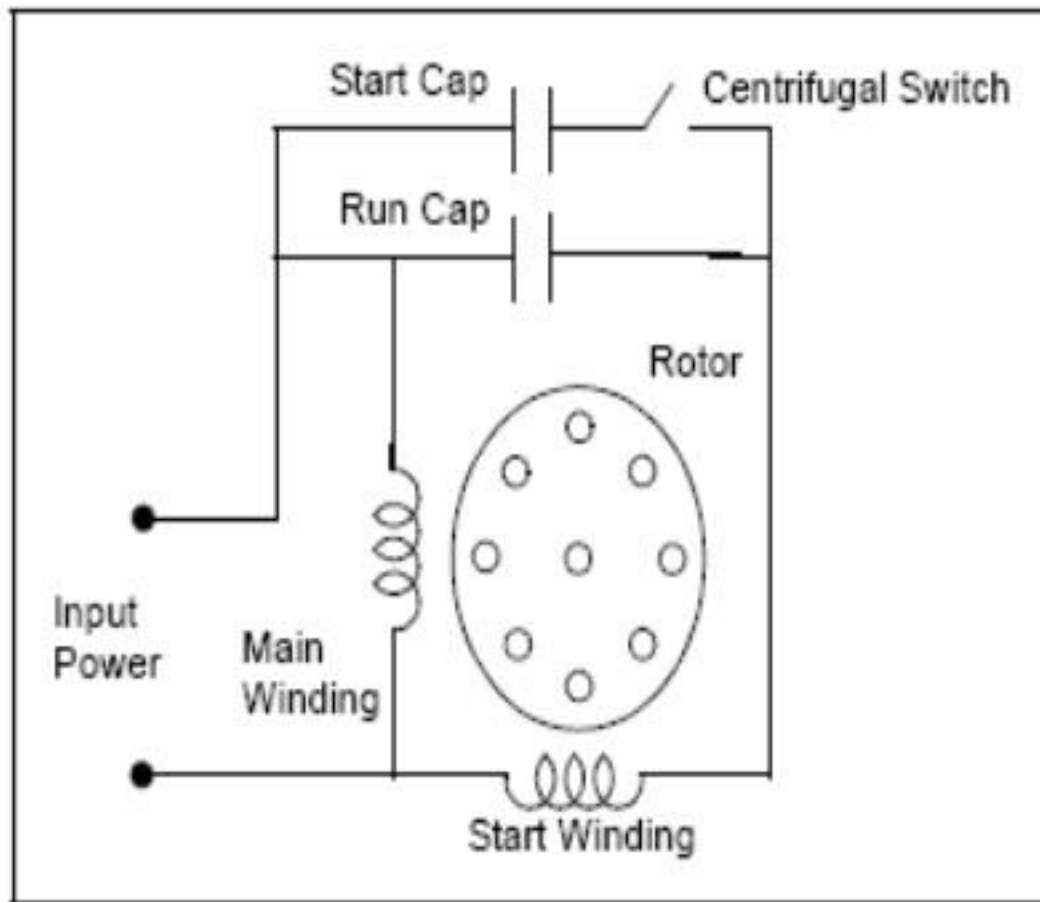 Start Cap
Centrifugal Switch
Run Cap
Rotor
Input
Power
Main
Winding
Start Winding